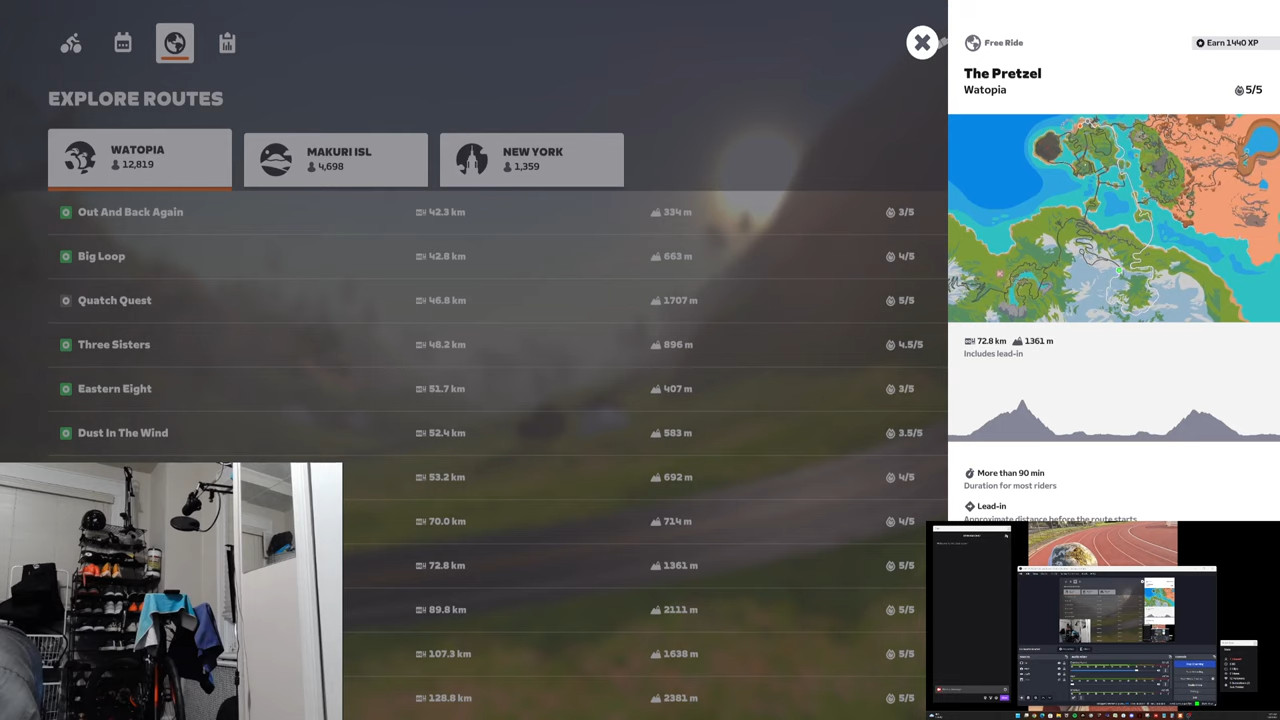 Free Ride
Earn 1440 XP
The Pretzel
Watopia
5/5
EXPLORE ROUTES
WATOPIA
12,819
MAKURI ISL
4,698
NEW YORK
1,359
Out And Back Again 42.3 km 334 m 3/5
Big Loop 42.8 km 663 m 4/5
Quatch Quest 46.8 km 1707 m 5/5
Three Sisters 48.2 km 896 m 4.5/5
Eastern Eight 51.7 km 407 m 3/5
Dust In The Wind 52.4 km 583 m 3.5/5
53.2 km 692 m 4/5
70.0 km 714 m 4/5
72.8 km 1361 m 5/5
89.8 km 2111 m 5/5
107.3 km 1638 m 5/5
128.8 km 2381 m 5/5
72.8 km 1361 m
Includes lead-in
More than 90 min
Duration for most riders
Lead-in
Approximate distance before the route starts